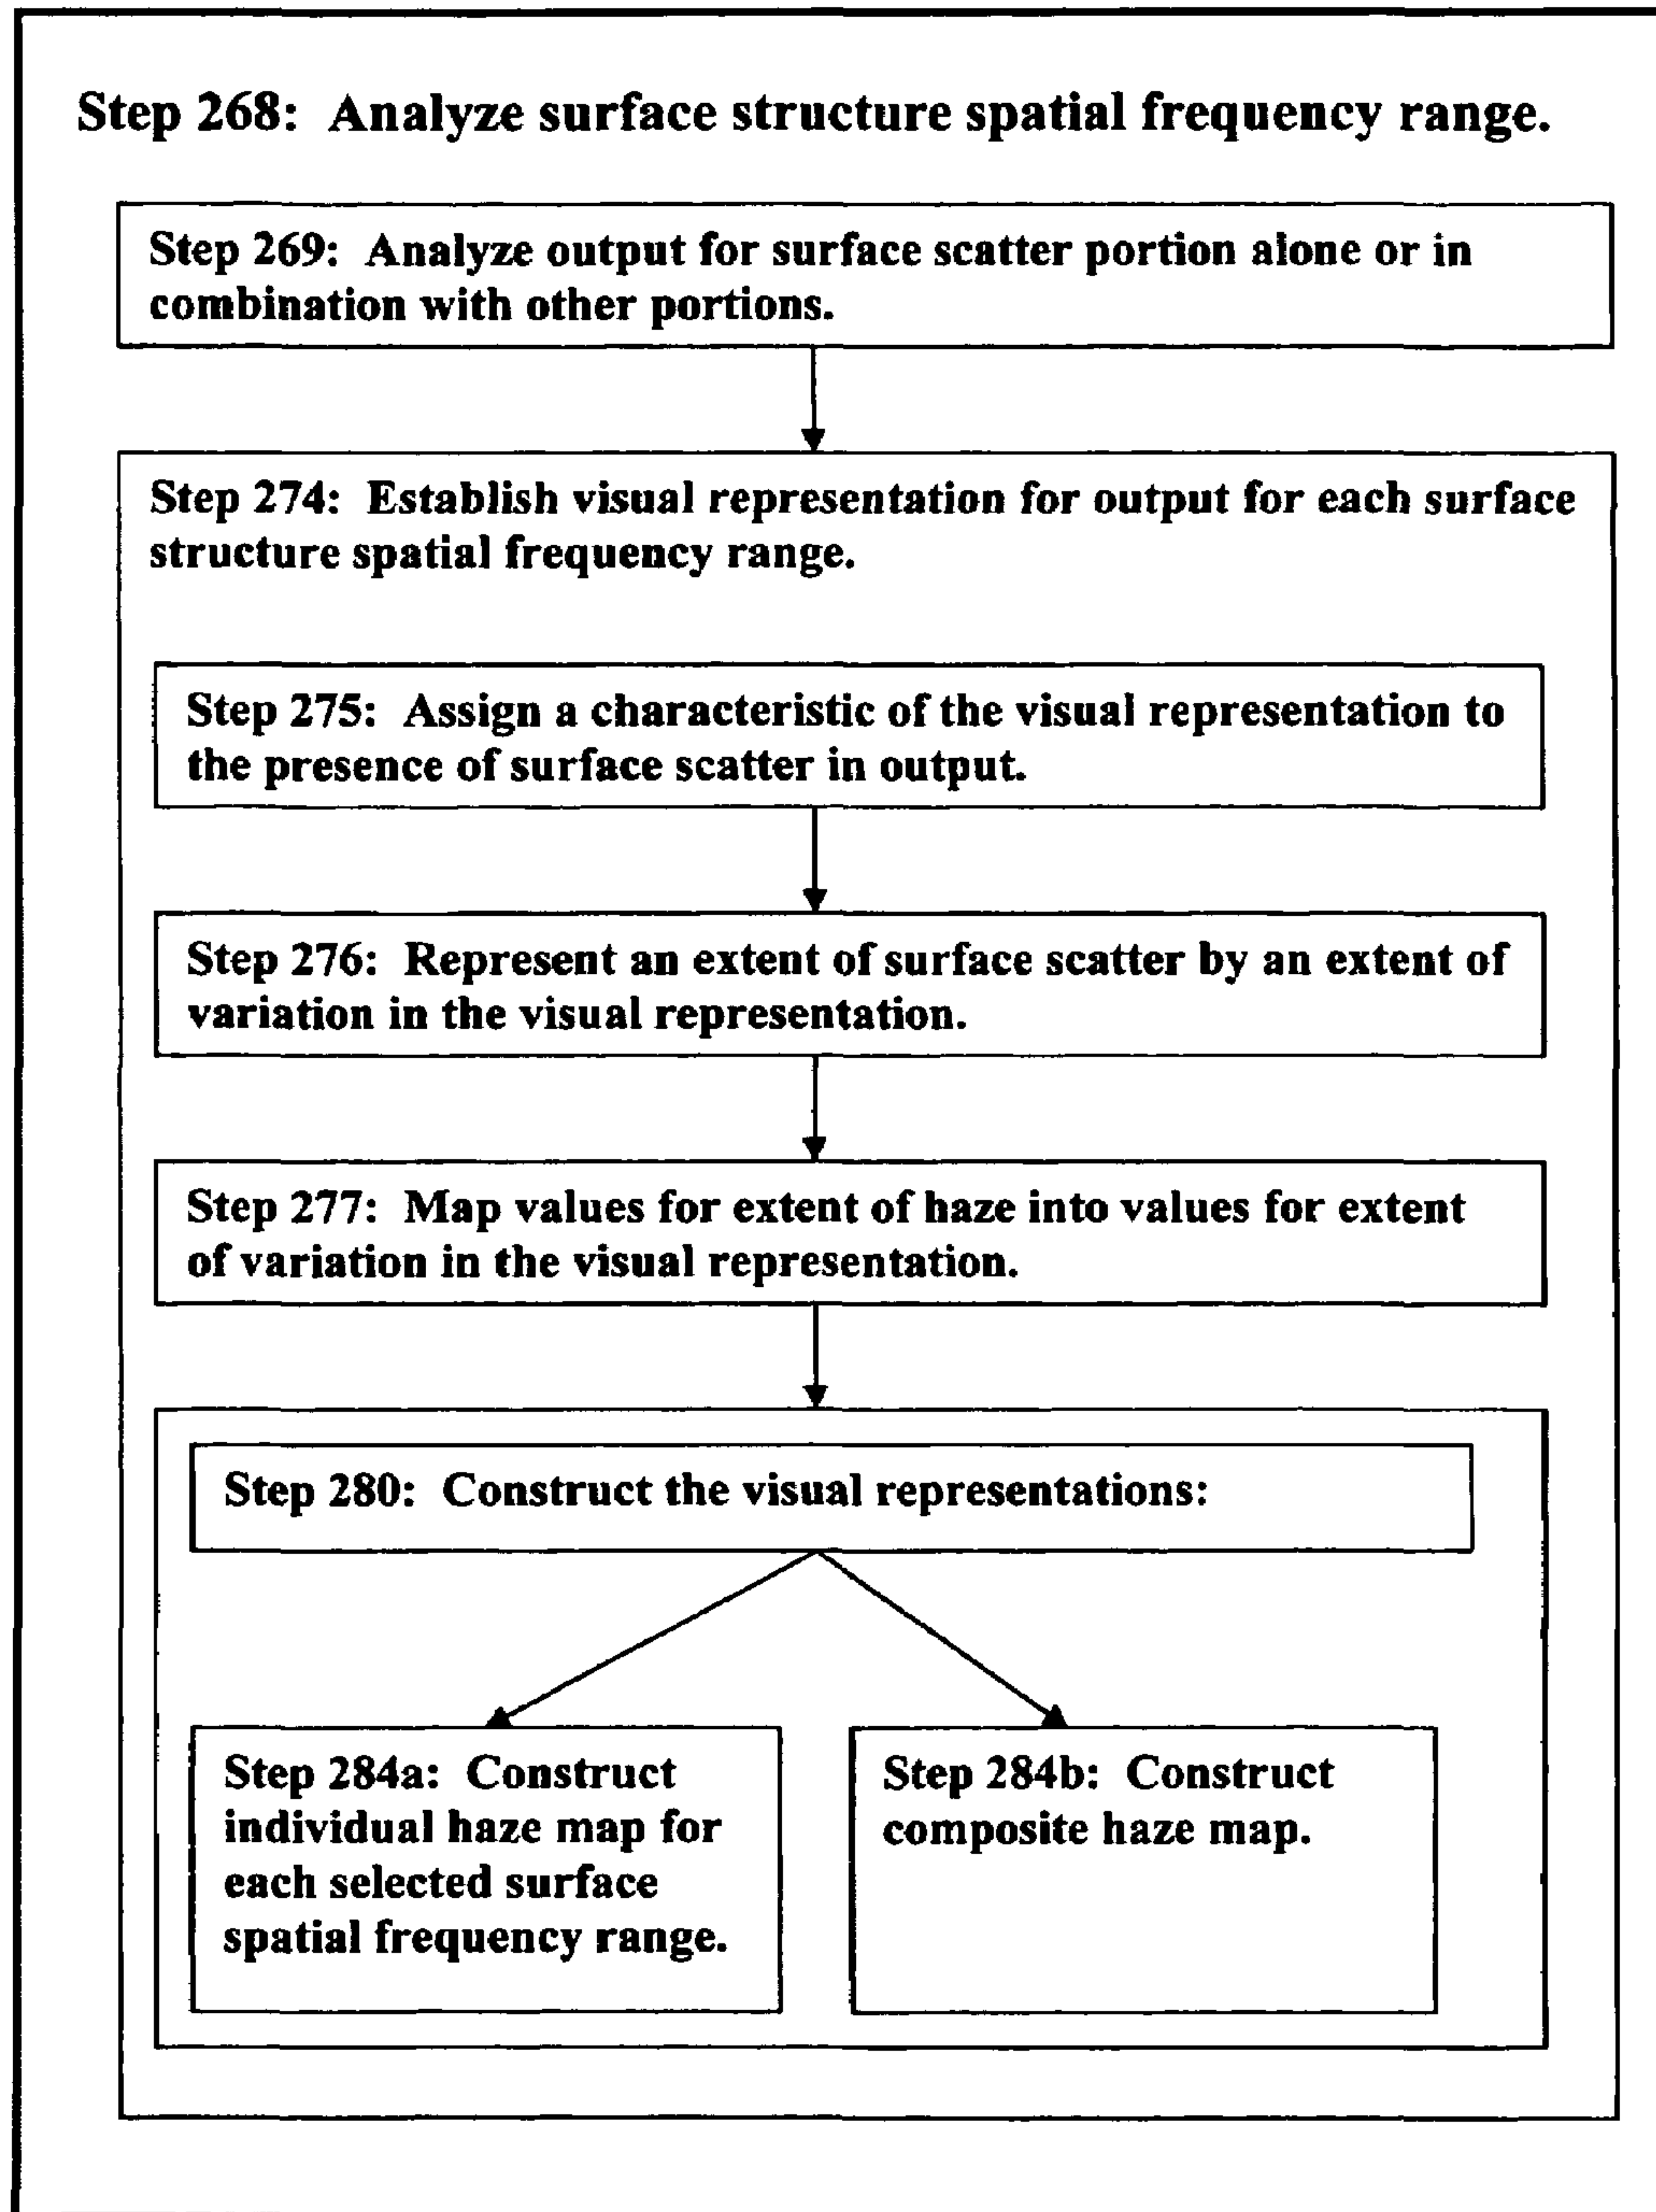 Step 268: Analyze surface structure spatial frequency range.
Step 269: Analyze output for surface scatter portion alone or in
combination with other portions.
Step 274: Establish visual representation for output for each surface
structure spatial frequency range.
Step 275: Assign a characteristic of the visual representation to
the presence of surface scatter in output.
Step 276: Represent an extent of surface scatter by an extent of
variation in the visual representation.
Step 277: Map values for extent of haze into values for extent
of variation in the visual representation.
Step 280: Construct the visual representations:
Step 284a: Construct
individual haze map for
each selected surface
spatial frequency range.
Step 284b: Construct
composite haze map.